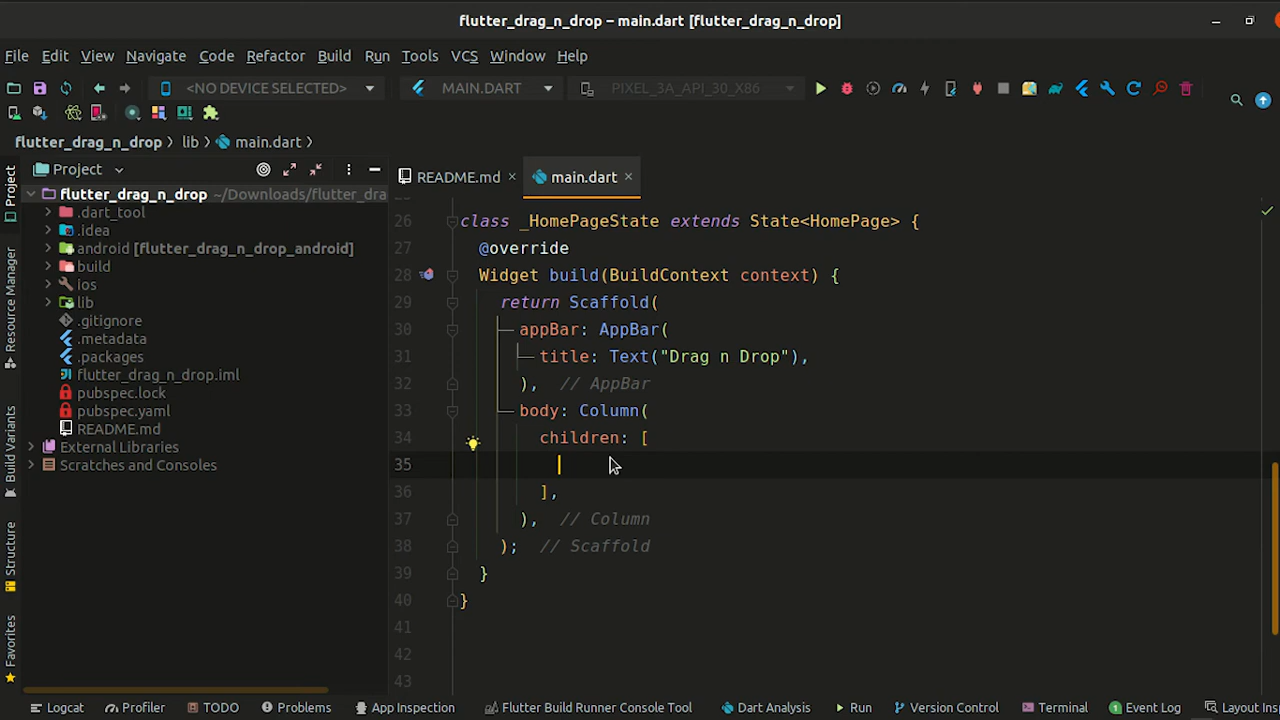 flutter_drag_n_drop – main.dart [flutter_drag_n_drop]
File Edit View Navigate Code Refactor Build Run Tools VCS Window Help
<NO DEVICE SELECTED> MAIN.DART PIXEL_3A_API_30_X86
flutter_drag_n_drop lib main.dart
Project
README.md
main.dart
flutter_drag_n_drop ~/Downloads/flutter_dra
.dart_tool
.idea
android [flutter_drag_n_drop_android]
build
ios
lib
.gitignore
.metadata
.packages
flutter_drag_n_drop.iml
pubspec.lock
pubspec.yaml
README.md
External Libraries
Scratches and Consoles
Project
Resource Manager
Build Variants
Structure
Favorites
26 class _HomePageState extends State<HomePage> {
27 @override
28 Widget build(BuildContext context) {
29 return Scaffold(
30 appBar: AppBar(
31 title: Text("Drag n Drop"),
32 ), // AppBar
33 body: Column(
34 children: [
35
36 ],
37 ), // Column
38 ); // Scaffold
39 }
40 }
41
42
43
Logcat Profiler TODO Problems App Inspection Flutter Build Runner Console Tool Dart Analysis Run Version Control Terminal Event Log Layout Ins